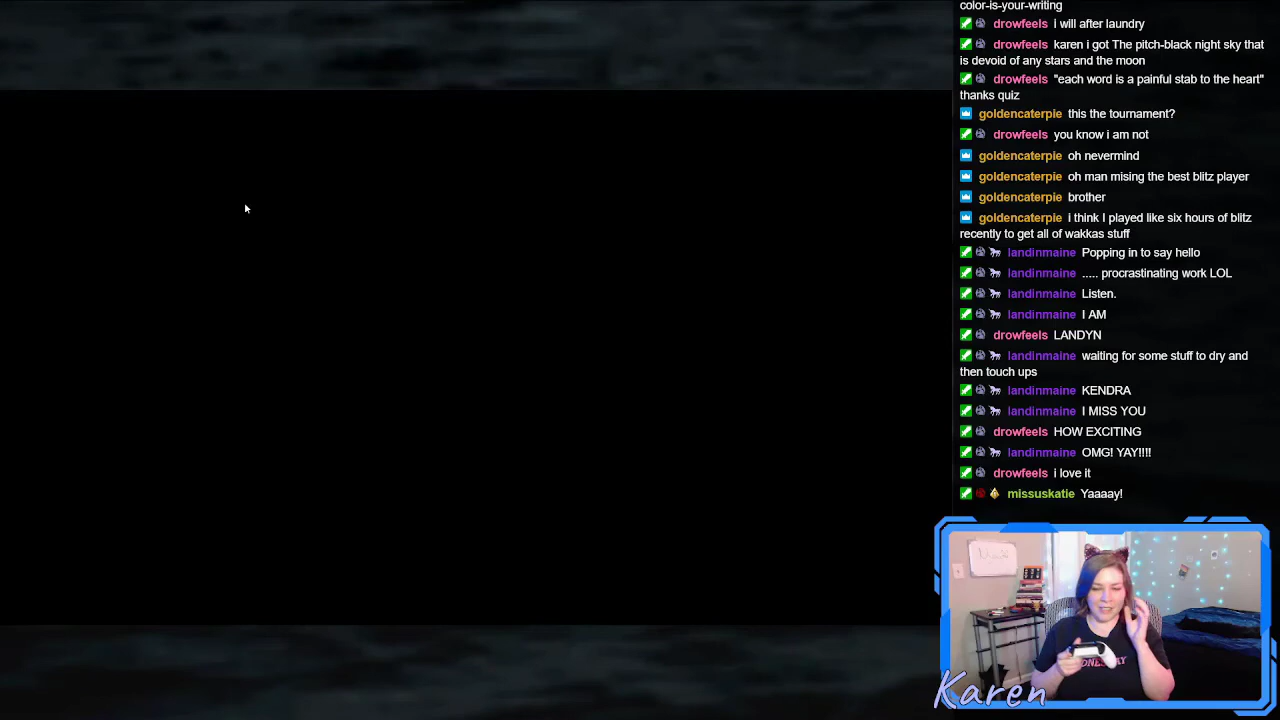 color-is-your-writing
drowfeels i will after laundry
drowfeels karen i got The pitch-black night sky that
is devoid of any stars and the moon
drowfeels "each word is a painful stab to the heart"
thanks quiz
goldencaterpie this the tournament?
drowfeels you know i am not
goldencaterpie oh nevermind
goldencaterpie oh man mising the best blitz player
goldencaterpie brother
goldencaterpie i think I played like six hours of blitz
recently to get all of wakkas stuff
landinmaine Popping in to say hello
landinmaine ..... procrastinating work LOL
landinmaine Listen.
landinmaine I AM
drowfeels LANDYN
landinmaine waiting for some stuff to dry and
then touch ups
landinmaine KENDRA
landinmaine I MISS YOU
drowfeels HOW EXCITING
landinmaine OMG! YAY!!!!
drowfeels i love it
missuskatie Yaaaay!
Karen